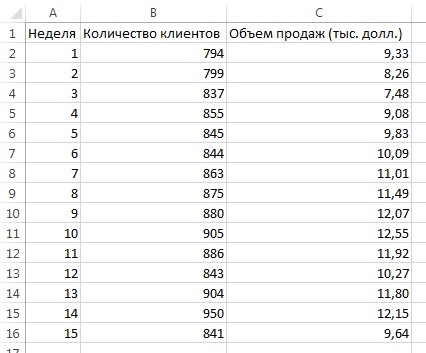 A B C
1 Неделя Количество клиентов Объем продаж (тыс. долл.)
2 1 794 9,33
3 2 799 8,26
4 3 837 7,48
5 4 855 9,08
6 5 845 9,83
7 6 844 10,09
8 7 863 11,01
9 8 875 11,49
10 9 880 12,07
11 10 905 12,55
12 11 886 11,92
13 12 843 10,27
14 13 904 11,80
15 14 950 12,15
16 15 841 9,64
17